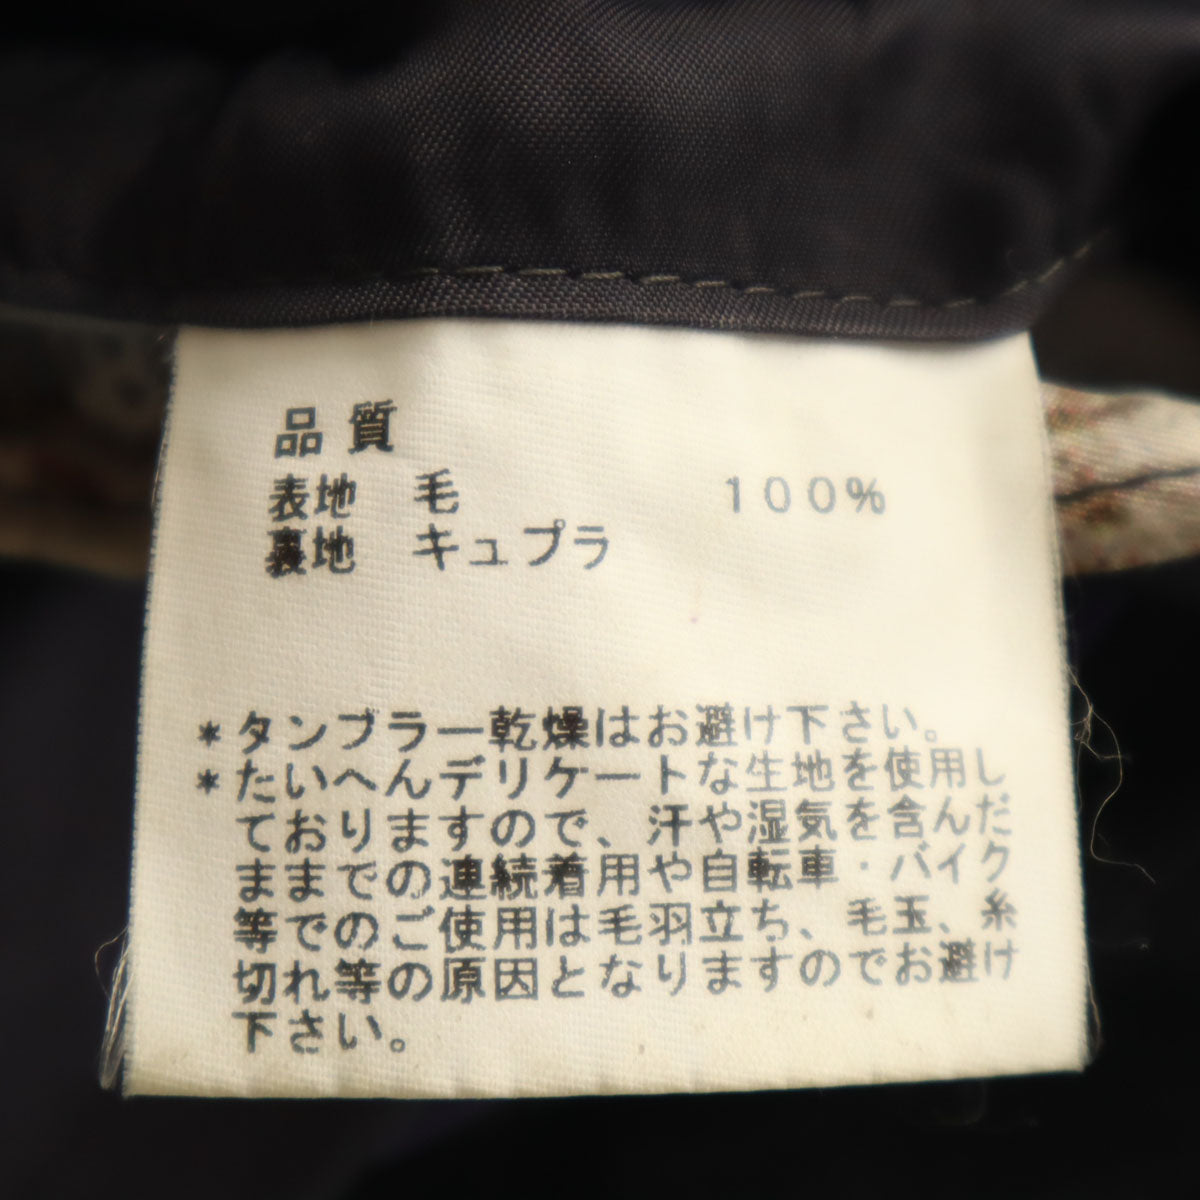 品質
表地 毛 100%
裏地 キュプラ
*タンブラー乾燥はお避け下さい。
*たいへんデリケートな生地を使用し
ておりますので、汗や湿気を含んだ
ままでの連続着用や自転車・バイク
等でのご使用は毛羽立ち、毛玉、糸
切れ等の原因となりますのでお避け
下さい。